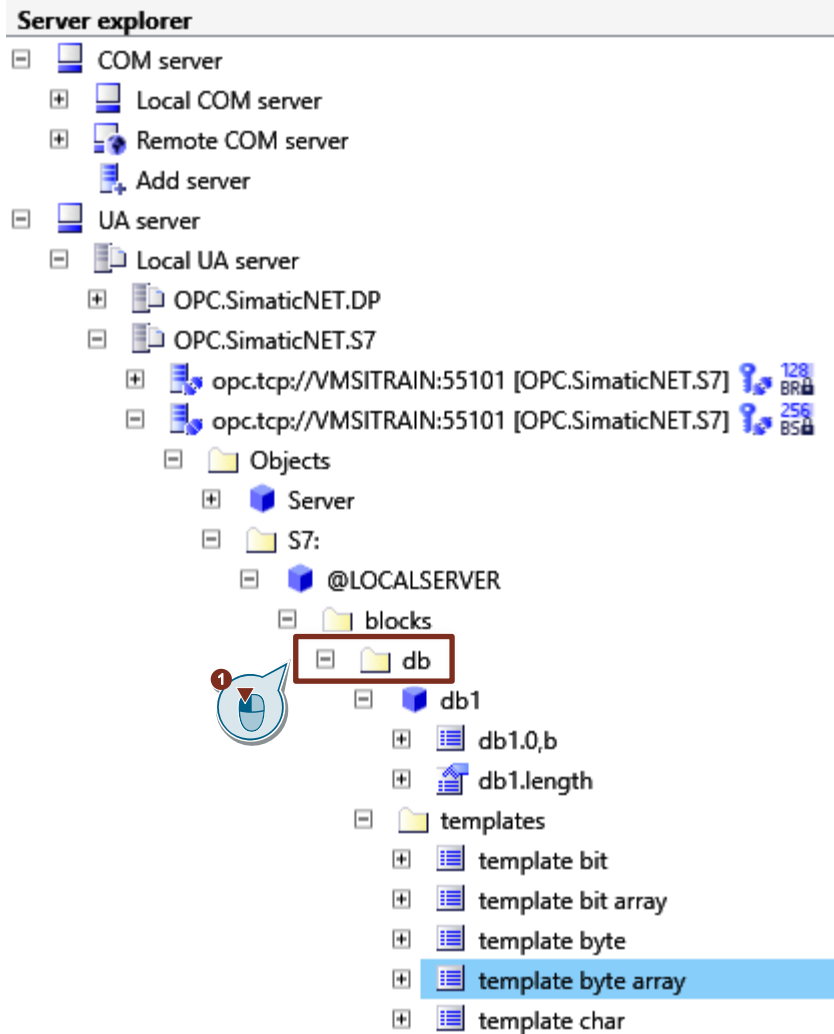 Server explorer
COM server
Local COM server
Remote COM server
Add server
UA server
Local UA server
OPC.SimaticNET.DP
OPC.SimaticNET.S7
opc.tcp://VMSITRAIN:55101 [OPC.SimaticNET.S7] 128 BR
opc.tcp://VMSITRAIN:55101 [OPC.SimaticNET.S7] 256 BS
Objects
Server
S7:
@LOCALSERVER
blocks
db
1
db1
db1.0,b
db1.length
templates
template bit
template bit array
template byte
template byte array
template char